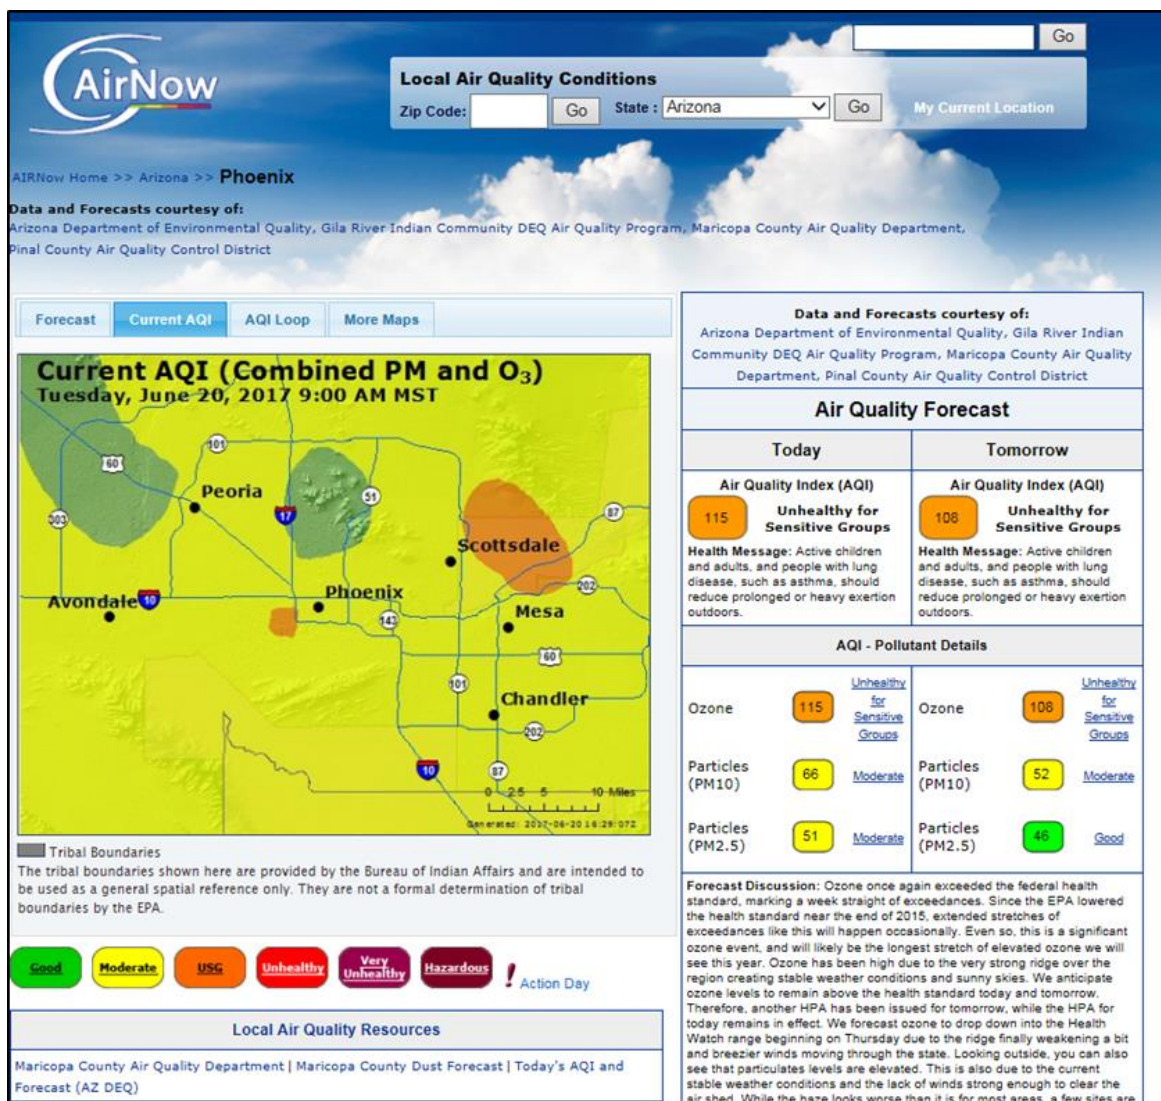 Go
AirNow
Local Air Quality Conditions
Zip Code: Go State : Arizona Go My Current Location
AIRNow Home >> Arizona >> Phoenix
Data and Forecasts courtesy of:
Arizona Department of Environmental Quality, Gila River Indian Community DEQ Air Quality Program, Maricopa County Air Quality Department,
Pinal County Air Quality Control District
Forecast Current AQI AQI Loop More Maps
Current AQI (Combined PM and O₃)
Tuesday, June 20, 2017 9:00 AM MST
101
60
Peoria
51
303
17
87
Scottsdale
202
Phoenix
Avondale 10
143
Mesa
60
101
Chandler
202
10
87
0 2.5 5 10 Miles
Generated: 2017-06-20 16:29:07Z
Tribal Boundaries
The tribal boundaries shown here are provided by the Bureau of Indian Affairs and are intended to
be used as a general spatial reference only. They are not a formal determination of tribal
boundaries by the EPA.
Good Moderate USG Unhealthy Very Unhealthy Hazardous ! Action Day
Local Air Quality Resources
Maricopa County Air Quality Department | Maricopa County Dust Forecast | Today's AQI and
Forecast (AZ DEQ)
Data and Forecasts courtesy of:
Arizona Department of Environmental Quality, Gila River Indian
Community DEQ Air Quality Program, Maricopa County Air Quality
Department, Pinal County Air Quality Control District
Air Quality Forecast
Today
Air Quality Index (AQI)
115 Unhealthy for
Sensitive Groups
Health Message: Active children
and adults, and people with lung
disease, such as asthma, should
reduce prolonged or heavy exertion
outdoors.
Tomorrow
Air Quality Index (AQI)
108 Unhealthy for
Sensitive Groups
Health Message: Active children
and adults, and people with lung
disease, such as asthma, should
reduce prolonged or heavy exertion
outdoors.
AQI - Pollutant Details
Ozone 115 Unhealthy for Sensitive Groups
Particles (PM10) 66 Moderate
Particles (PM2.5) 51 Moderate
Ozone 108 Unhealthy for Sensitive Groups
Particles (PM10) 52 Moderate
Particles (PM2.5) 46 Good
Forecast Discussion: Ozone once again exceeded the federal health
standard, marking a week straight of exceedances. Since the EPA lowered
the health standard near the end of 2015, extended stretches of
exceedances like this will happen occasionally. Even so, this is a significant
ozone event, and will likely be the longest stretch of elevated ozone we will
see this year. Ozone has been high due to the very strong ridge over the
region creating stable weather conditions and sunny skies. We anticipate
ozone levels to remain above the health standard today and tomorrow.
Therefore, another HPA has been issued for tomorrow, while the HPA for
today remains in effect. We forecast ozone to drop down into the Health
Watch range beginning on Thursday due to the ridge finally weakening a bit
and breezier winds moving through the state. Looking outside, you can also
see that particulates levels are elevated. This is also due to the current
stable weather conditions and the lack of winds strong enough to clear the
air shed. While the haze looks worse than it is for most areas, a few sites are